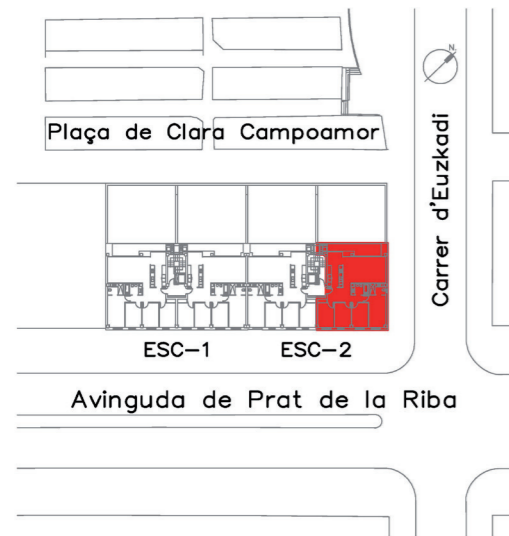 N.
Plaça de Clara Campoamor
Carrer d'Euzkadi
ESC-1 ESC-2
Avinguda de Prat de la Riba